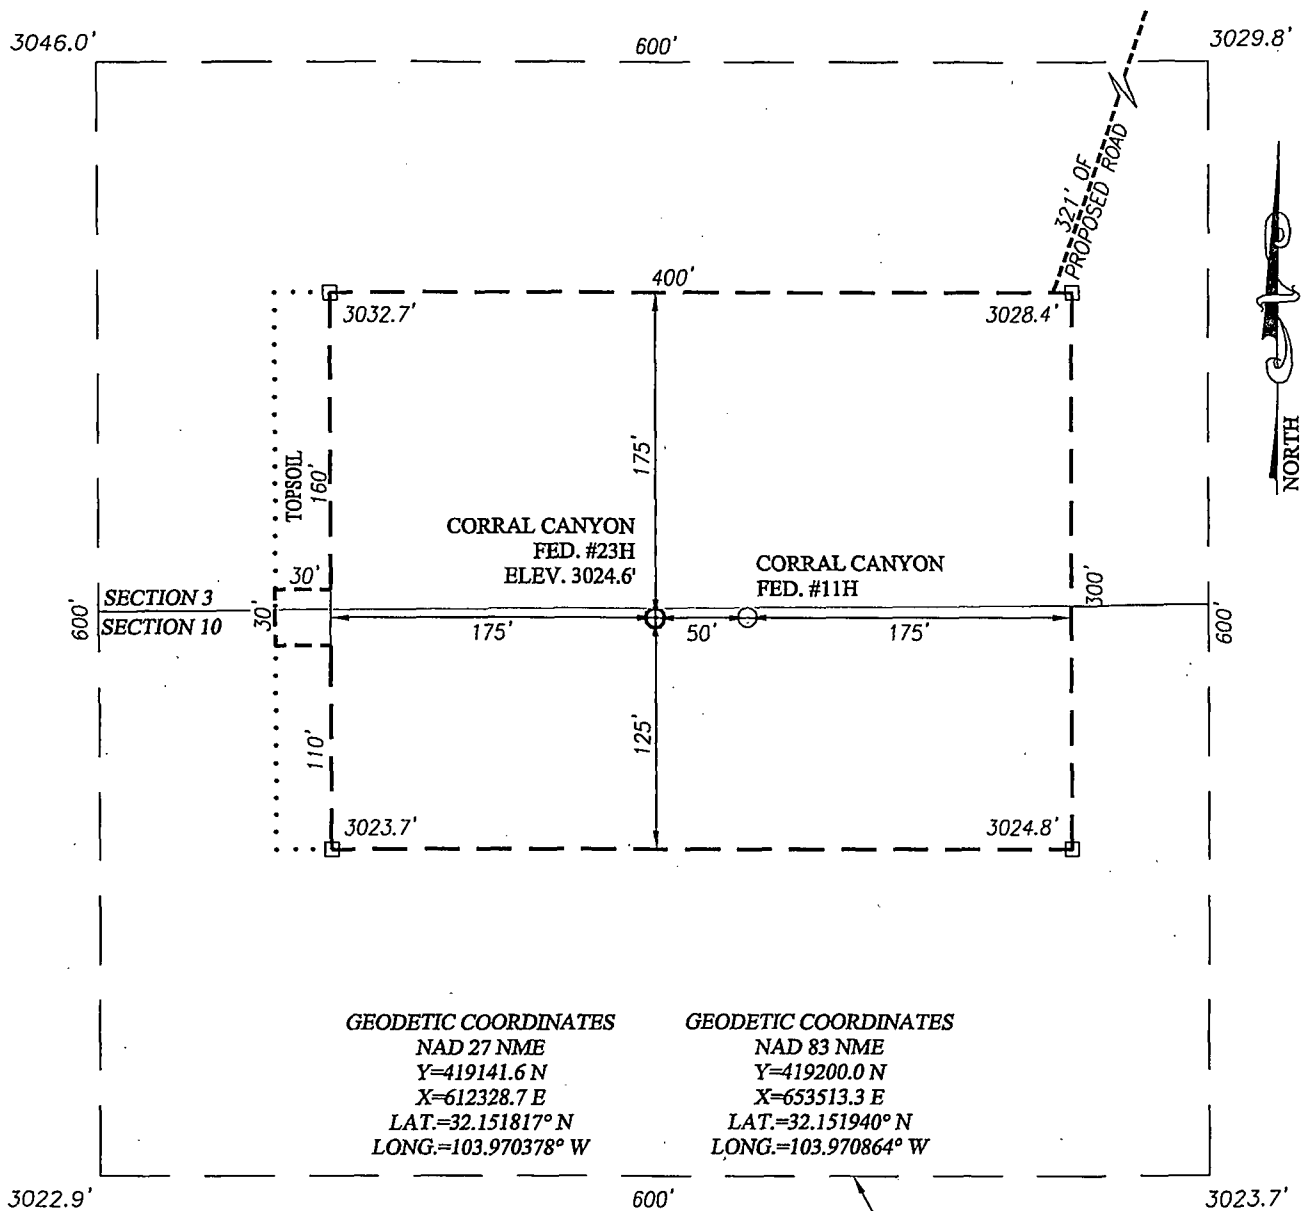 3046.0'
600'
3029.8'
321' OF
PROPOSED ROAD
400'
3032.7'
3028.4'
NORTH
TOPSOIL
160'
175'
CORRAL CANYON
FED. #23H
ELEV. 3024.6'
CORRAL CANYON
FED. #11H
30'
300'
SECTION 3
SECTION 10
600'
30'
175'
50'
175'
600'
110'
125'
3023.7'
3024.8'
GEODETIC COORDINATES
NAD 27 NME
Y=419141.6 N
X=612328.7 E
LAT.=32.151817° N
LONG.=103.970378° W
GEODETIC COORDINATES
NAD 83 NME
Y=419200.0 N
X=653513.3 E
LAT.=32.151940° N
LONG.=103.970864° W
3022.9'
600'
3023.7'